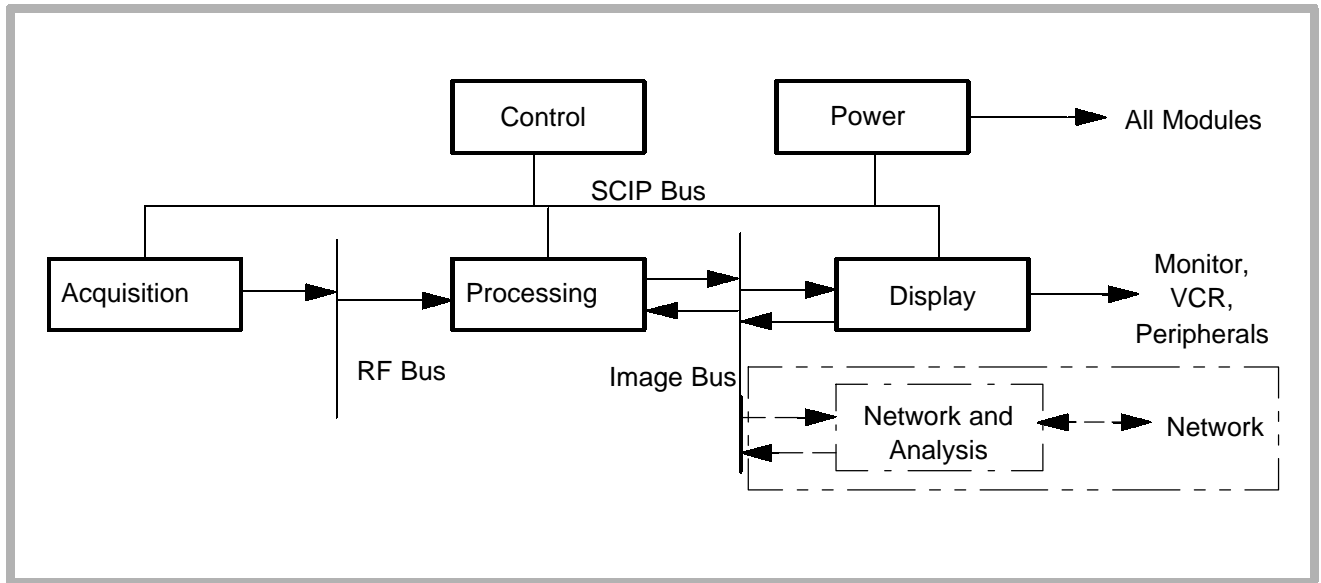 Control
Power
All Modules
SCIP Bus
Acquisition
Processing
Display
Monitor,
VCR,
Peripherals
RF Bus
Image Bus
Network and
Analysis
Network